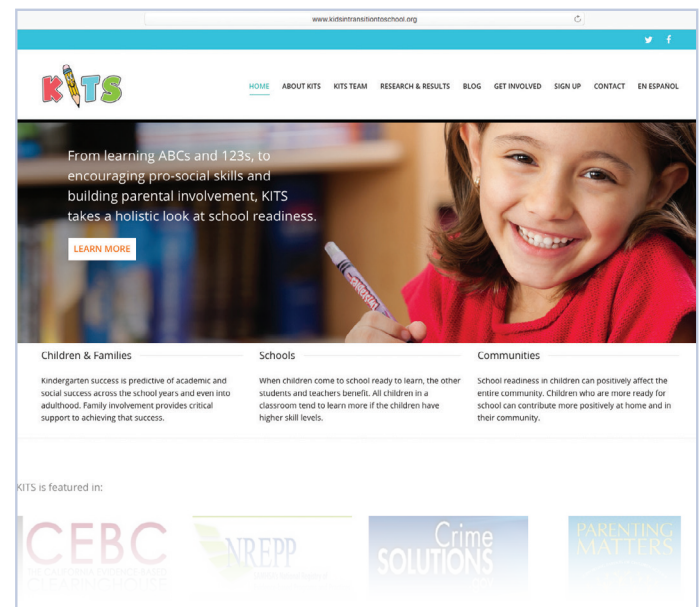 www.kidsintransitiontoschool.org
KITS
HOME ABOUT KITS KITS TEAM RESEARCH & RESULTS BLOG GET INVOLVED SIGN UP CONTACT EN ESPAÑOL
From learning ABCs and 123s, to
encouraging pro-social skills and
building parental involvement, KITS
takes a holistic look at school readiness.
LEARN MORE
Children & Families
Kindergarten success is predictive of academic and
social success across the school years and even into
adulthood. Family involvement provides critical
support to achieving that success.
Schools
When children come to school ready to learn, the other
students and teachers benefit. All children in a
classroom tend to learn more if the children have
higher skill levels.
Communities
School readiness in children can positively affect the
entire community. Children who are more ready for
school can contribute more positively at home and in
their community.
KITS is featured in:
CEBC
THE CALIFORNIA EVIDENCE-BASED
CLEARINGHOUSE
NREPP
Crime
SOLUTIONS
PARENTING
MATTERS